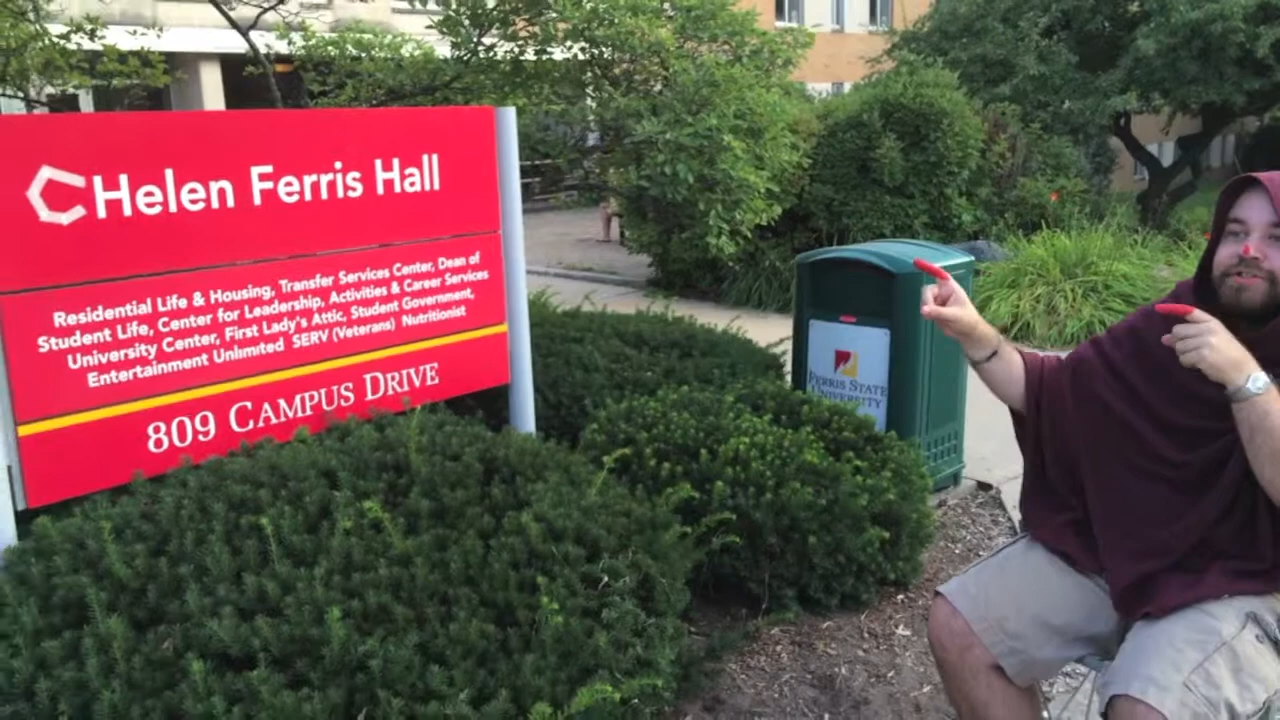 Helen Ferris Hall
Residential Life & Housing, Transfer Services Center, Dean of
Student Life, Center for Leadership, Activities & Career Services
University Center, First Lady's Attic, Student Government,
Entertainment Unlimited SERV (Veterans) Nutritionist
809 CAMPUS DRIVE
FERRIS STATE
UNIVERSITY